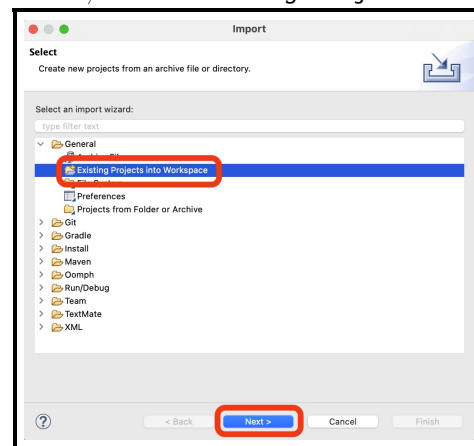 Import
Select
Create new projects from an archive file or directory.
Select an import wizard:
type filter text
General
Existing Projects into Workspace
Preferences
Projects from Folder or Archive
Git
Gradle
Install
Maven
Oomph
Run/Debug
Team
TextMate
XML
?
< Back
Next >
Cancel
Finish